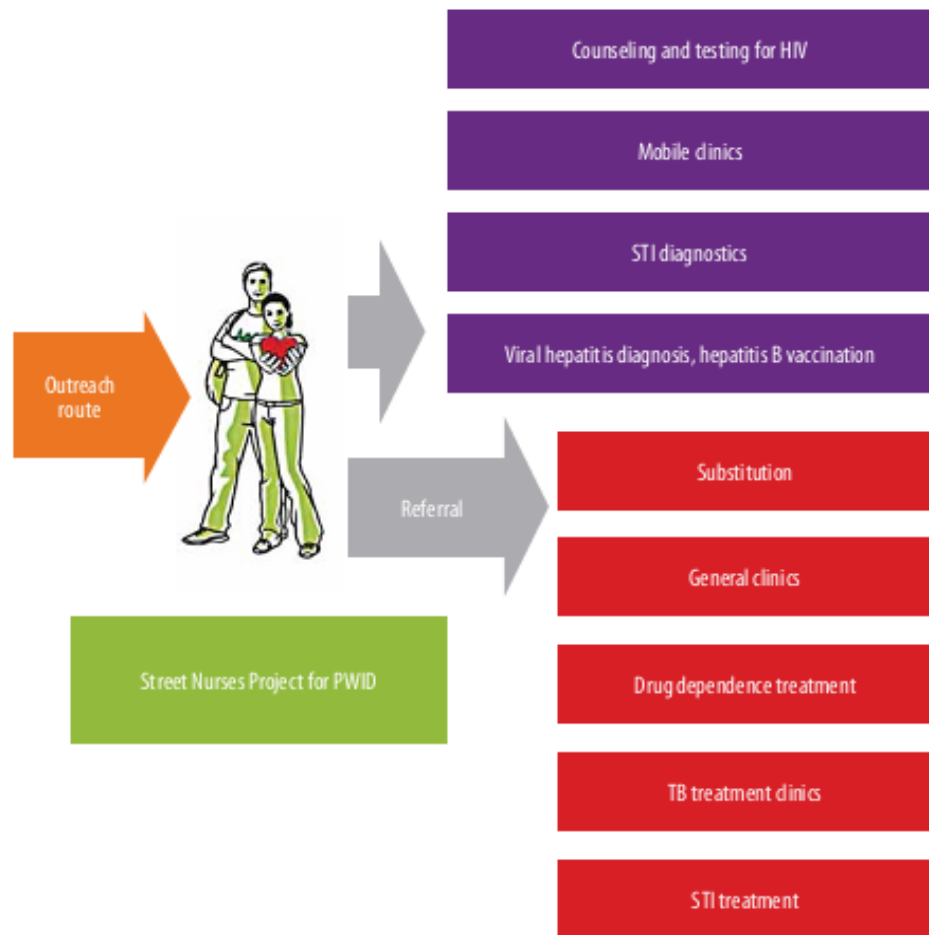 Counseling and testing for HIV
Mobile clinics
STI diagnostics
Viral hepatitis diagnosis, hepatitis B vaccination
Outreach
route
Referral
Substitution
General clinics
Drug dependence treatment
TB treatment clinics
STI treatment
Street Nurses Project for PWID